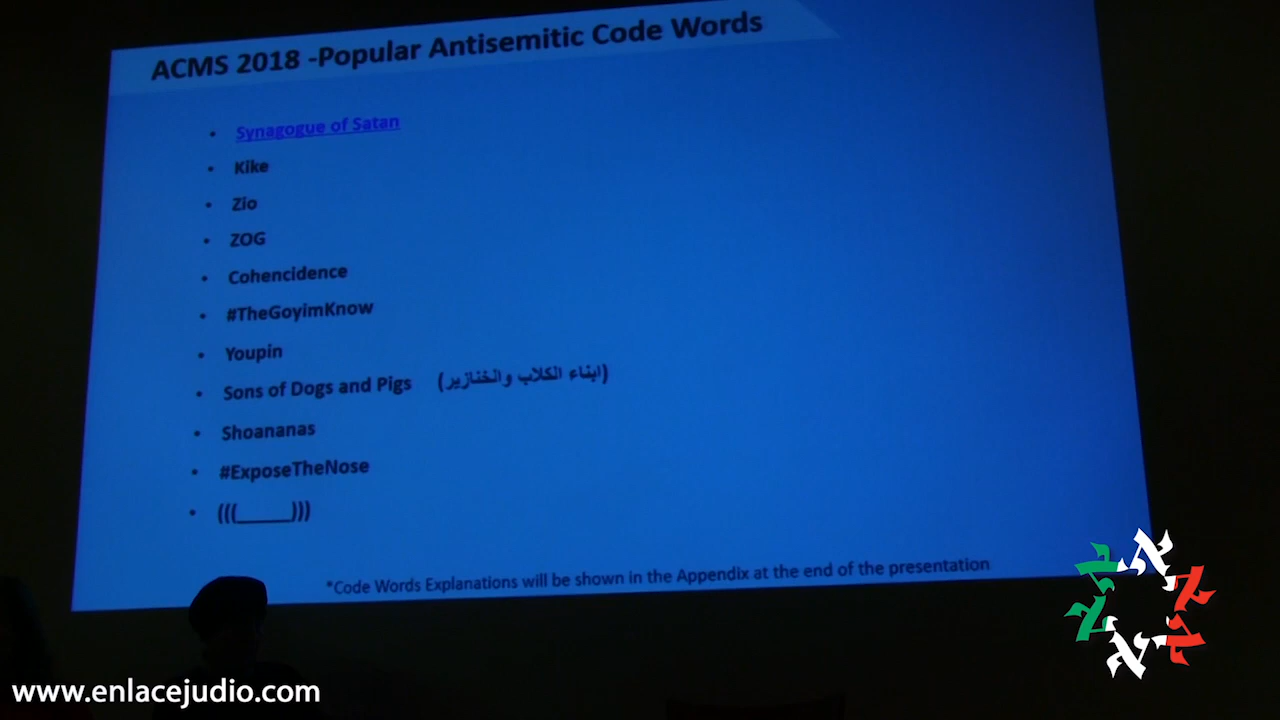 ACMS 2018 -Popular Antisemitic Code Words
• Synagogue of Satan
• Kike
• Zio
• ZOG
• Cohencidence
• #TheGoyimKnow
• Youpin
• Sons of Dogs and Pigs (ابناء الكلاب والخنازير)
• Shoananas
• #ExposeTheNose
• (((_____)))
*Code Words Explanations will be shown in the Appendix at the end of the presentation
www.enlacejudio.com